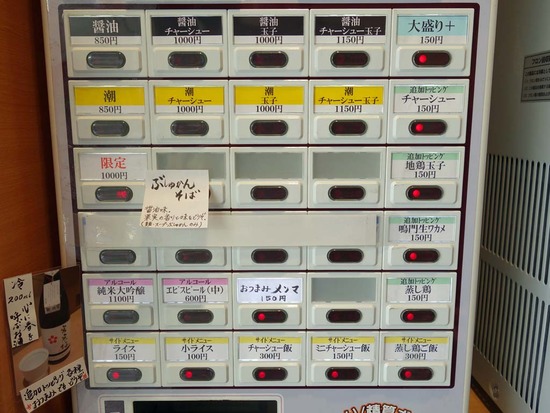 醤油
850円
醤油
チャーシュー
1000円
醤油
玉子
1000円
醤油
チャーシュー玉子
1150円
大盛り+
150円
潮
850円
潮
チャーシュー
1000円
潮
玉子
1000円
潮
チャーシュー玉子
1150円
追加トッピング
チャーシュー
150円
限定
1000円
ぶしゅかん
そば
醤油味。
追加トッピング
地鶏玉子
150円
追加トッピング
鳴門生ワカメ
150円
アルコール
純米大吟醸
1100円
アルコール
エビスビール(中)
600円
おつまみメンマ
150円
追加トッピング
蒸し鶏
150円
サイドメニュー
ライス
150円
サイドメニュー
小ライス
100円
サイドメニュー
チャーシュー飯
300円
サイドメニュー
ミニチャーシュー飯
150円
サイドメニュー
蒸し鶏ご飯
300円
冷
200ml
追加トッピング各種